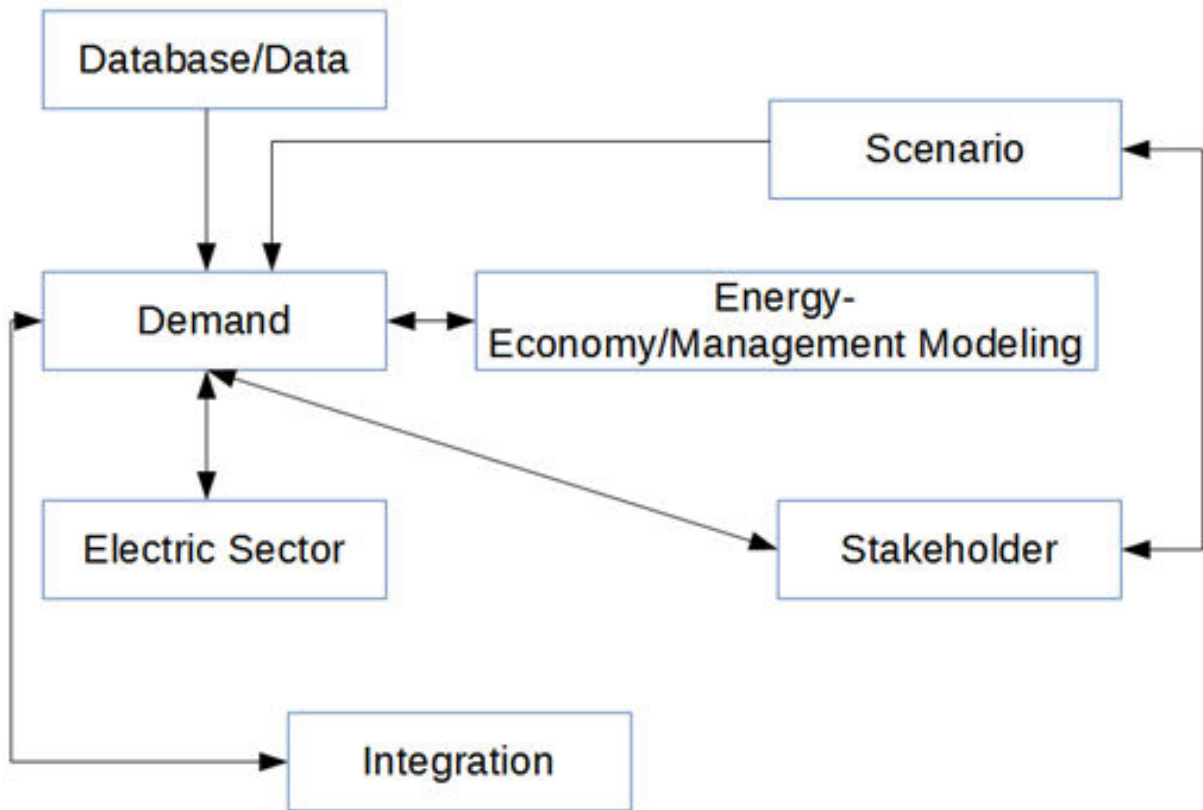 Database/Data
Scenario
Demand
Energy-
Economy/Management Modeling
Electric Sector
Stakeholder
Integration